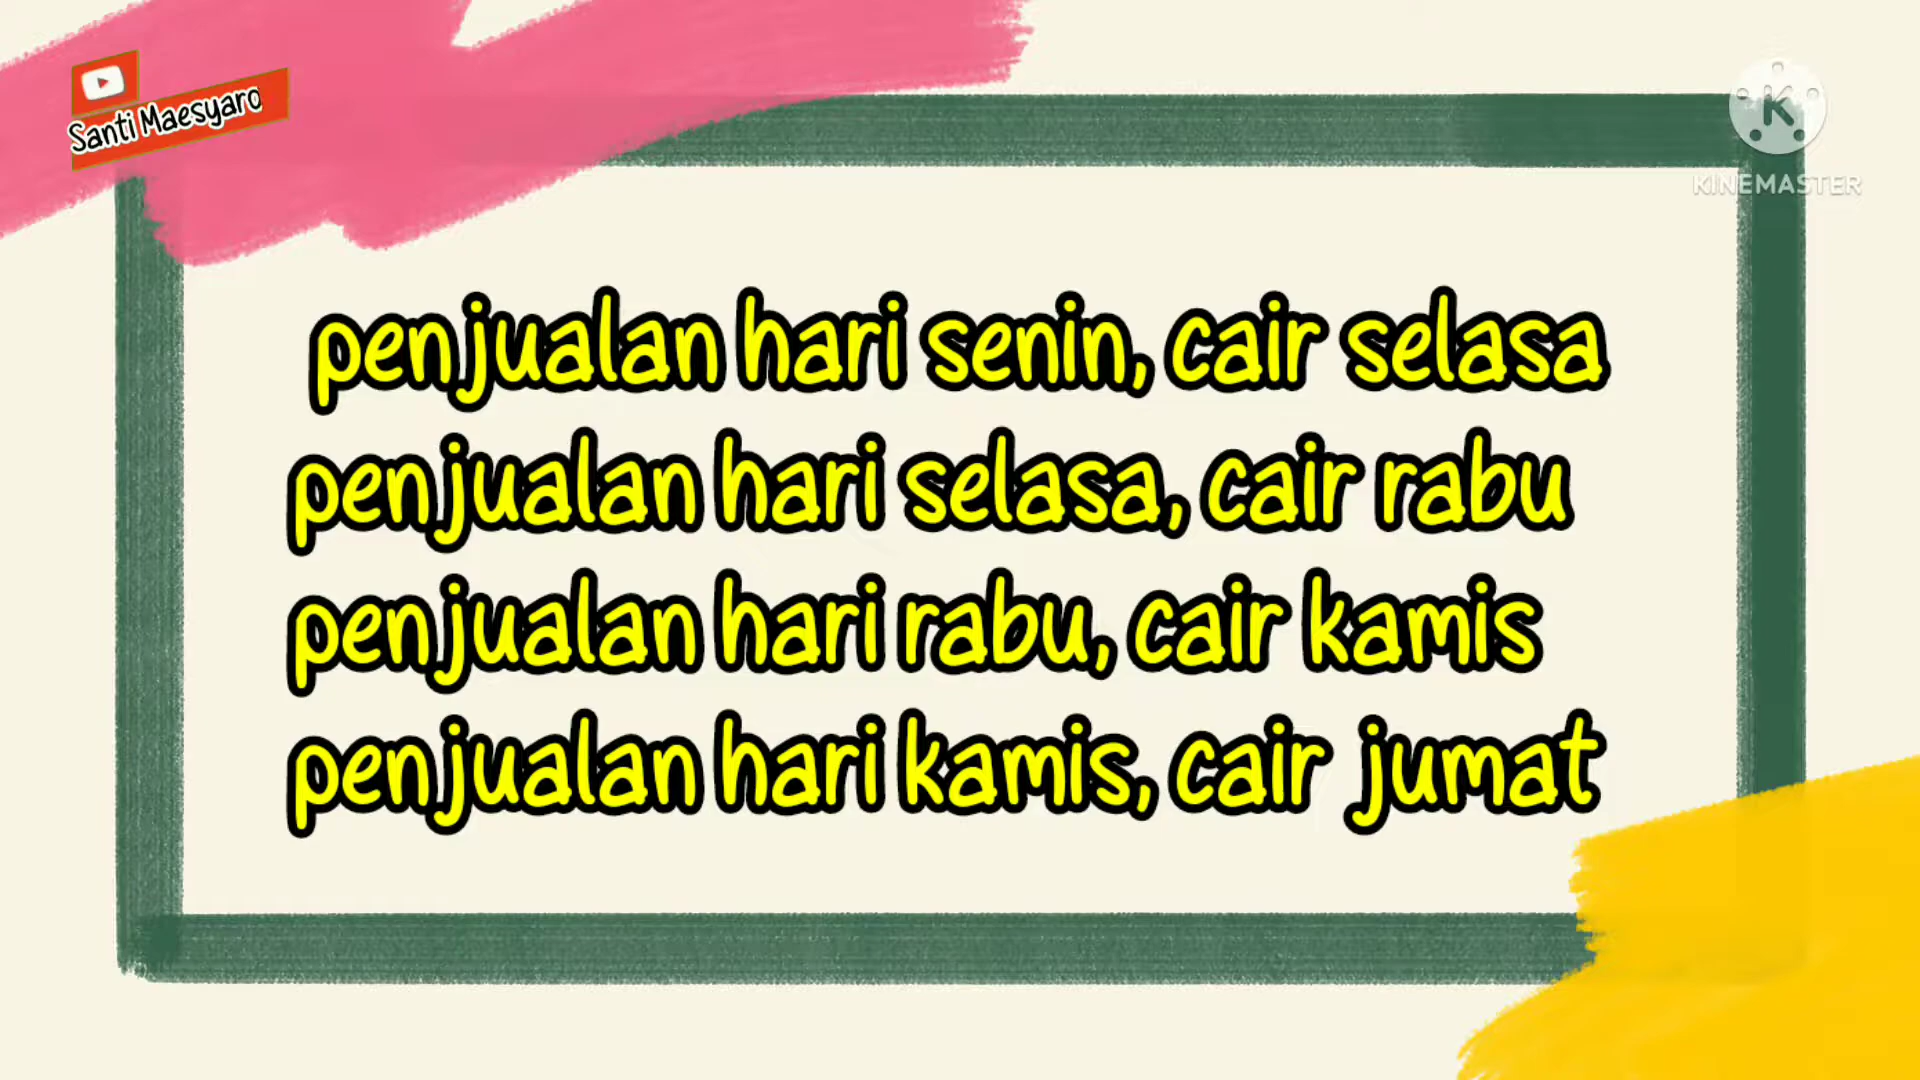 Santi Maesyaro
KINEMASTER
penjualan hari senin, cair selasa
penjualan hari selasa, cair rabu
penjualan hari rabu, cair kamis
penjualan hari kamis, cair jumat